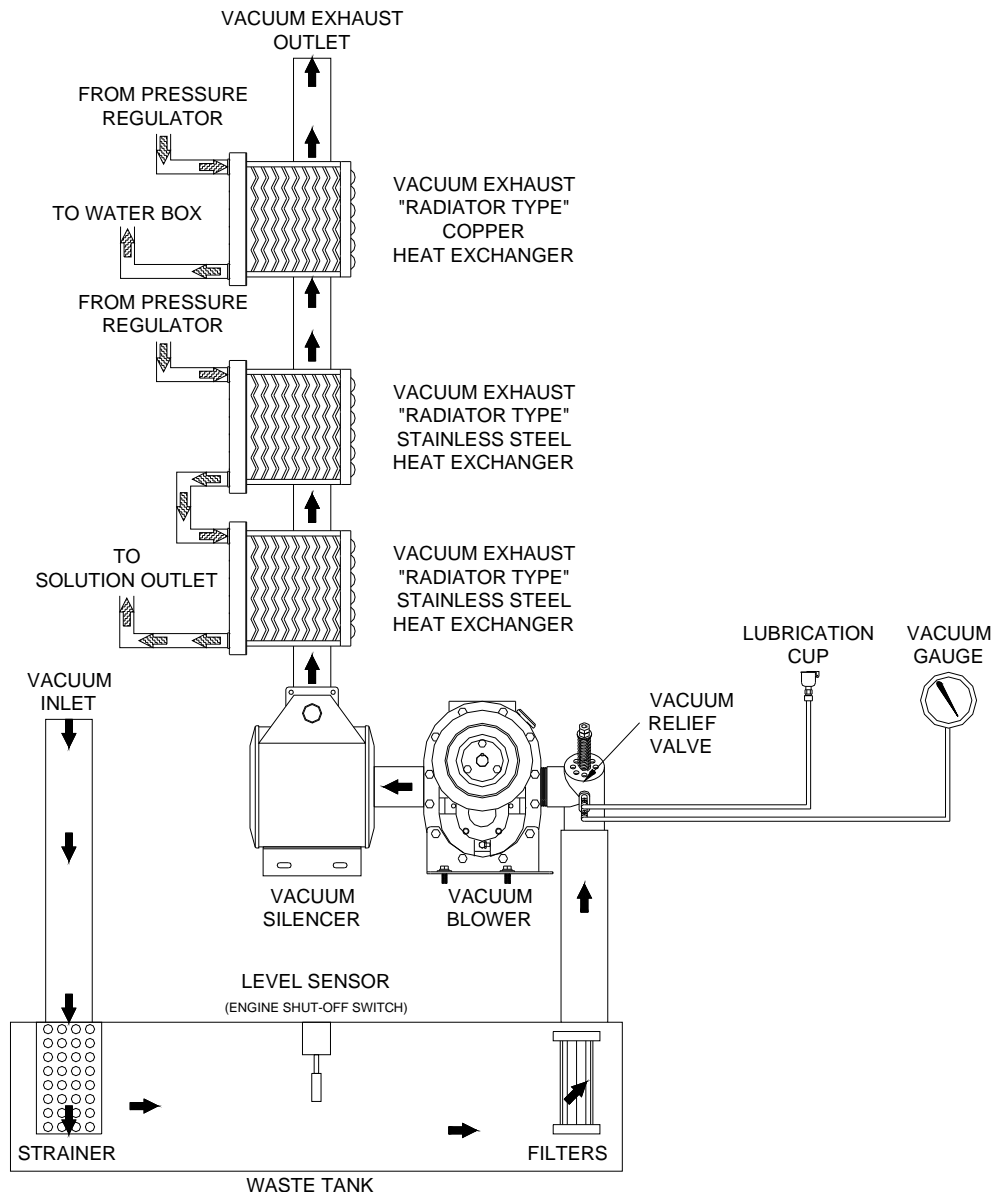 VACUUM EXHAUST
OUTLET
FROM PRESSURE
REGULATOR
VACUUM EXHAUST
"RADIATOR TYPE"
COPPER
HEAT EXCHANGER
TO WATER BOX
FROM PRESSURE
REGULATOR
VACUUM EXHAUST
"RADIATOR TYPE"
STAINLESS STEEL
HEAT EXCHANGER
TO
SOLUTION OUTLET
VACUUM EXHAUST
"RADIATOR TYPE"
STAINLESS STEEL
HEAT EXCHANGER
LUBRICATION
CUP
VACUUM
GAUGE
VACUUM
INLET
VACUUM
RELIEF
VALVE
VACUUM
SILENCER
VACUUM
BLOWER
LEVEL SENSOR
(ENGINE SHUT-OFF SWITCH)
STRAINER
FILTERS
WASTE TANK